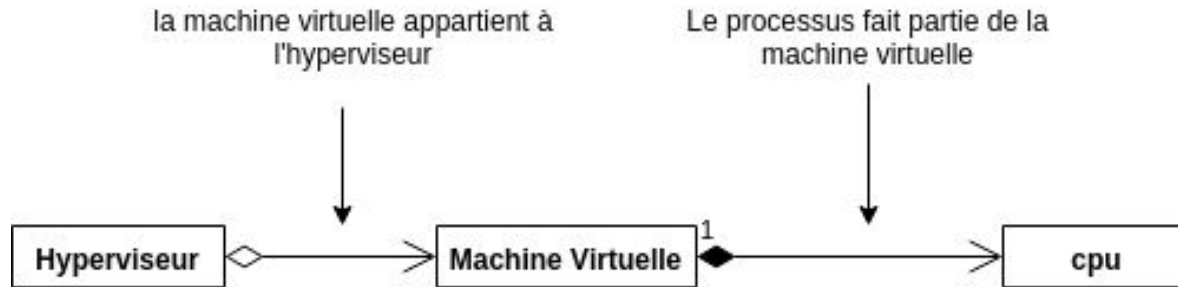 la machine virtuelle appartient à
l'hyperviseur
Le processus fait partie de la
machine virtuelle
Hyperviseur
Machine Virtuelle
1
cpu